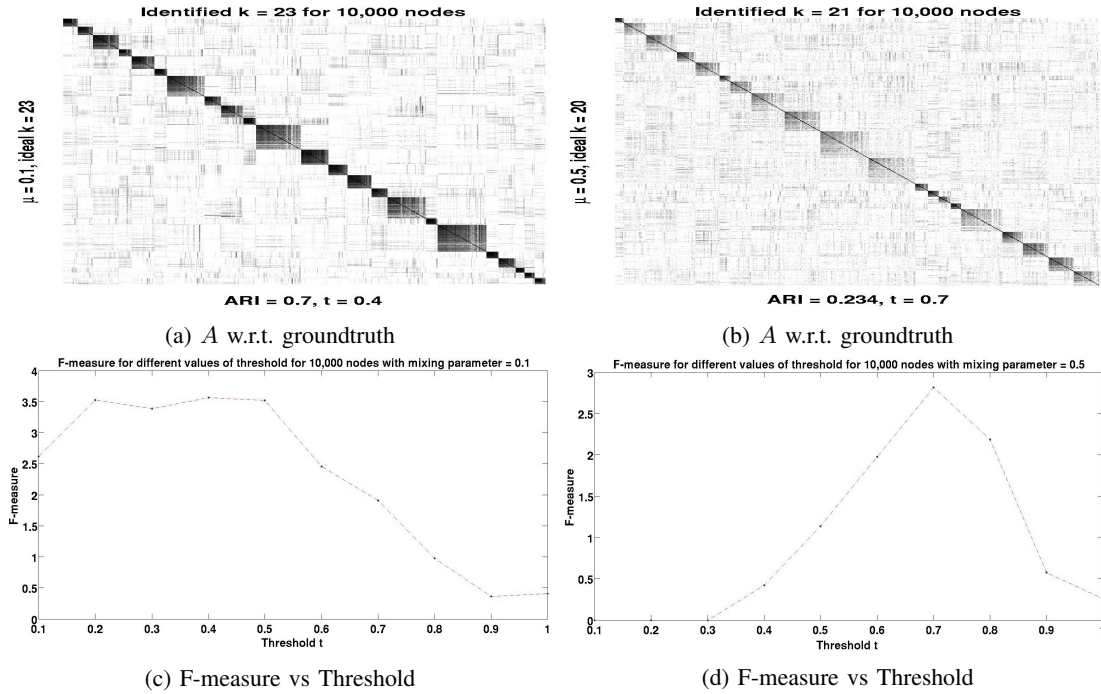 Identified k = 23 for 10,000 nodes
μ = 0.1, ideal k = 23
ARI = 0.7, t = 0.4
(a) A w.r.t. groundtruth
Identified k = 21 for 10,000 nodes
μ = 0.5, ideal k = 20
ARI = 0.234, t = 0.7
(b) A w.r.t. groundtruth
F-measure for different values of threshold for 10,000 nodes with mixing parameter = 0.1
F-measure
4
3.5
3
2.5
2
1.5
1
0.5
0
0.1 0.2 0.3 0.4 0.5 0.6 0.7 0.8 0.9 1
Threshold t
(c) F-measure vs Threshold
F-measure for different values of threshold for 10,000 nodes with mixing parameter = 0.5
F-measure
3
2.5
2
1.5
1
0.5
0
0.1 0.2 0.3 0.4 0.5 0.6 0.7 0.8 0.9
Threshold t
(d) F-measure vs Threshold